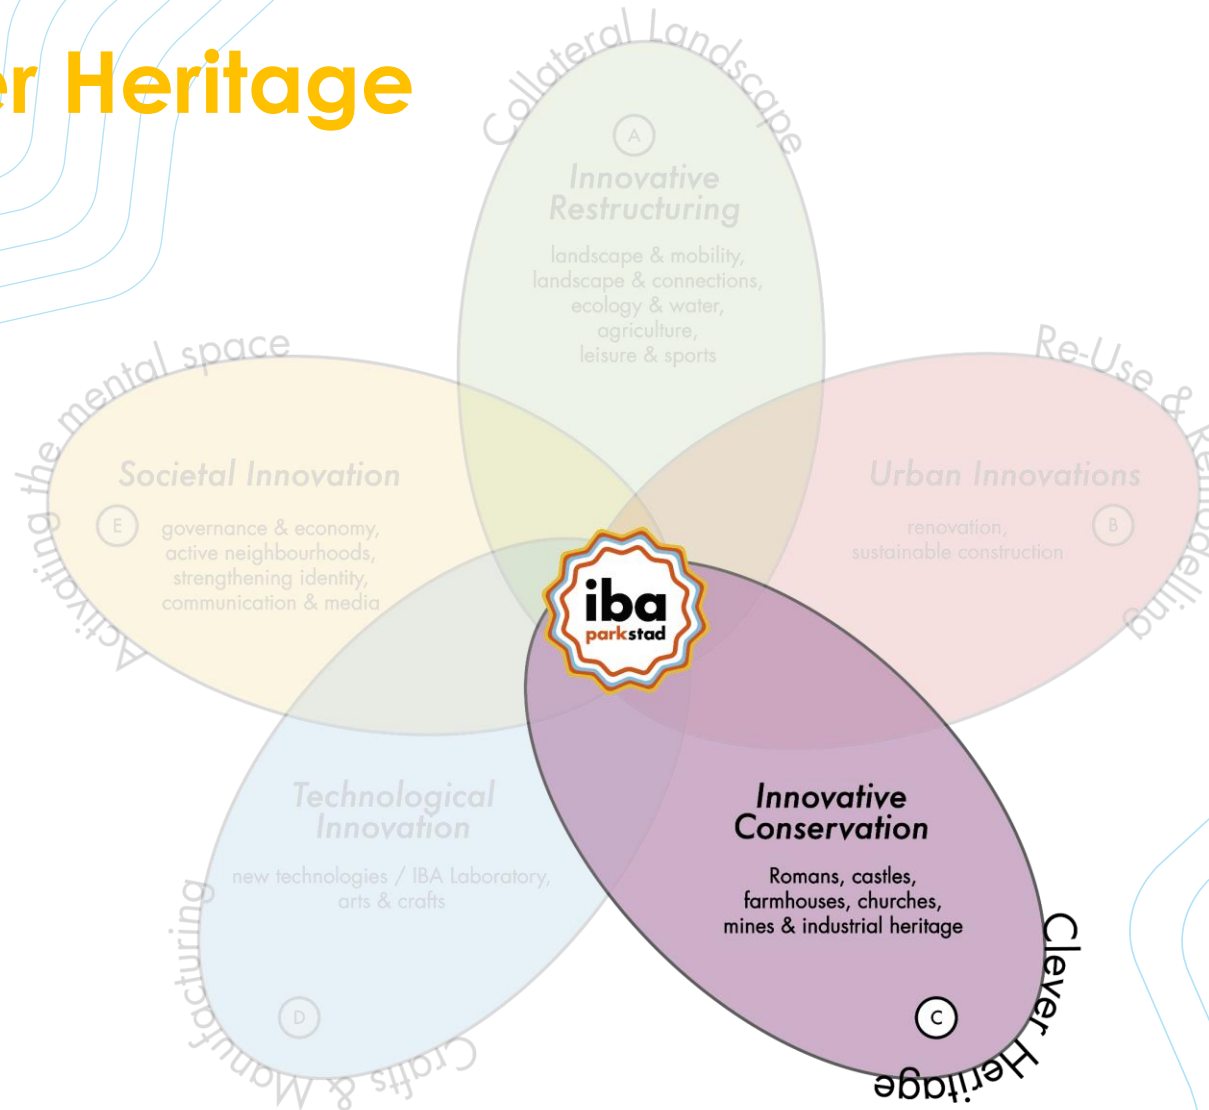 er Heritage
Collateral Landscape
A
Innovative
Restructuring
landscape & mobility,
landscape & connections,
ecology & water,
agriculture,
leisure & sports
Activating the mental space
Societal Innovation
E
governance & economy,
active neighbourhoods,
strengthening identity,
communication & media
Re-Use & Remodelling
Urban Innovations
B
renovation,
sustainable construction
iba
parkstad
Technological
Innovation
new technologies / IBA Laboratory,
arts & crafts
D
Crafts & Manufacturing
Innovative
Conservation
Romans, castles,
farmhouses, churches,
mines & industrial heritage
C
Clever Heritage